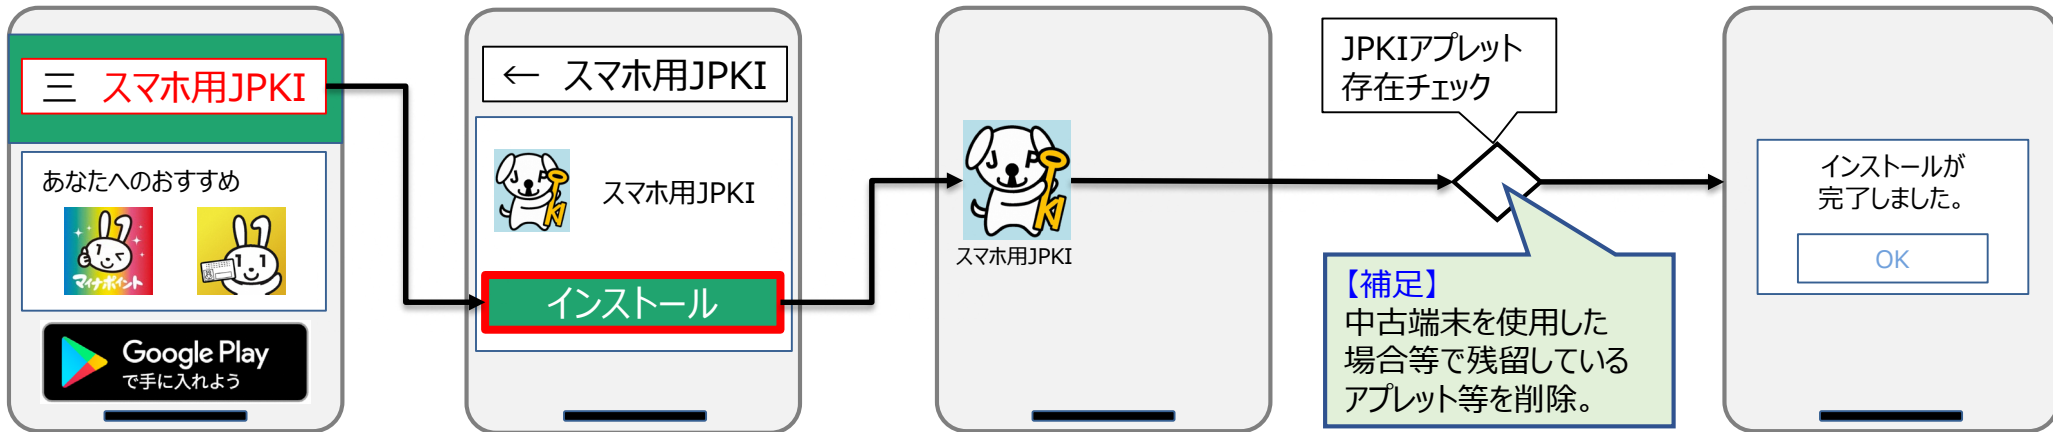 三 スマホ用JPKI
あなたへのおすすめ
マイナポイント
Google Play
で手に入れよう
← スマホ用JPKI
スマホ用JPKI
インストール
JP
KI
スマホ用JPKI
JPKIアプレット
存在チェック
【補足】
中古端末を使用した
場合等で残留している
アプレット等を削除。
インストールが
完了しました。
OK